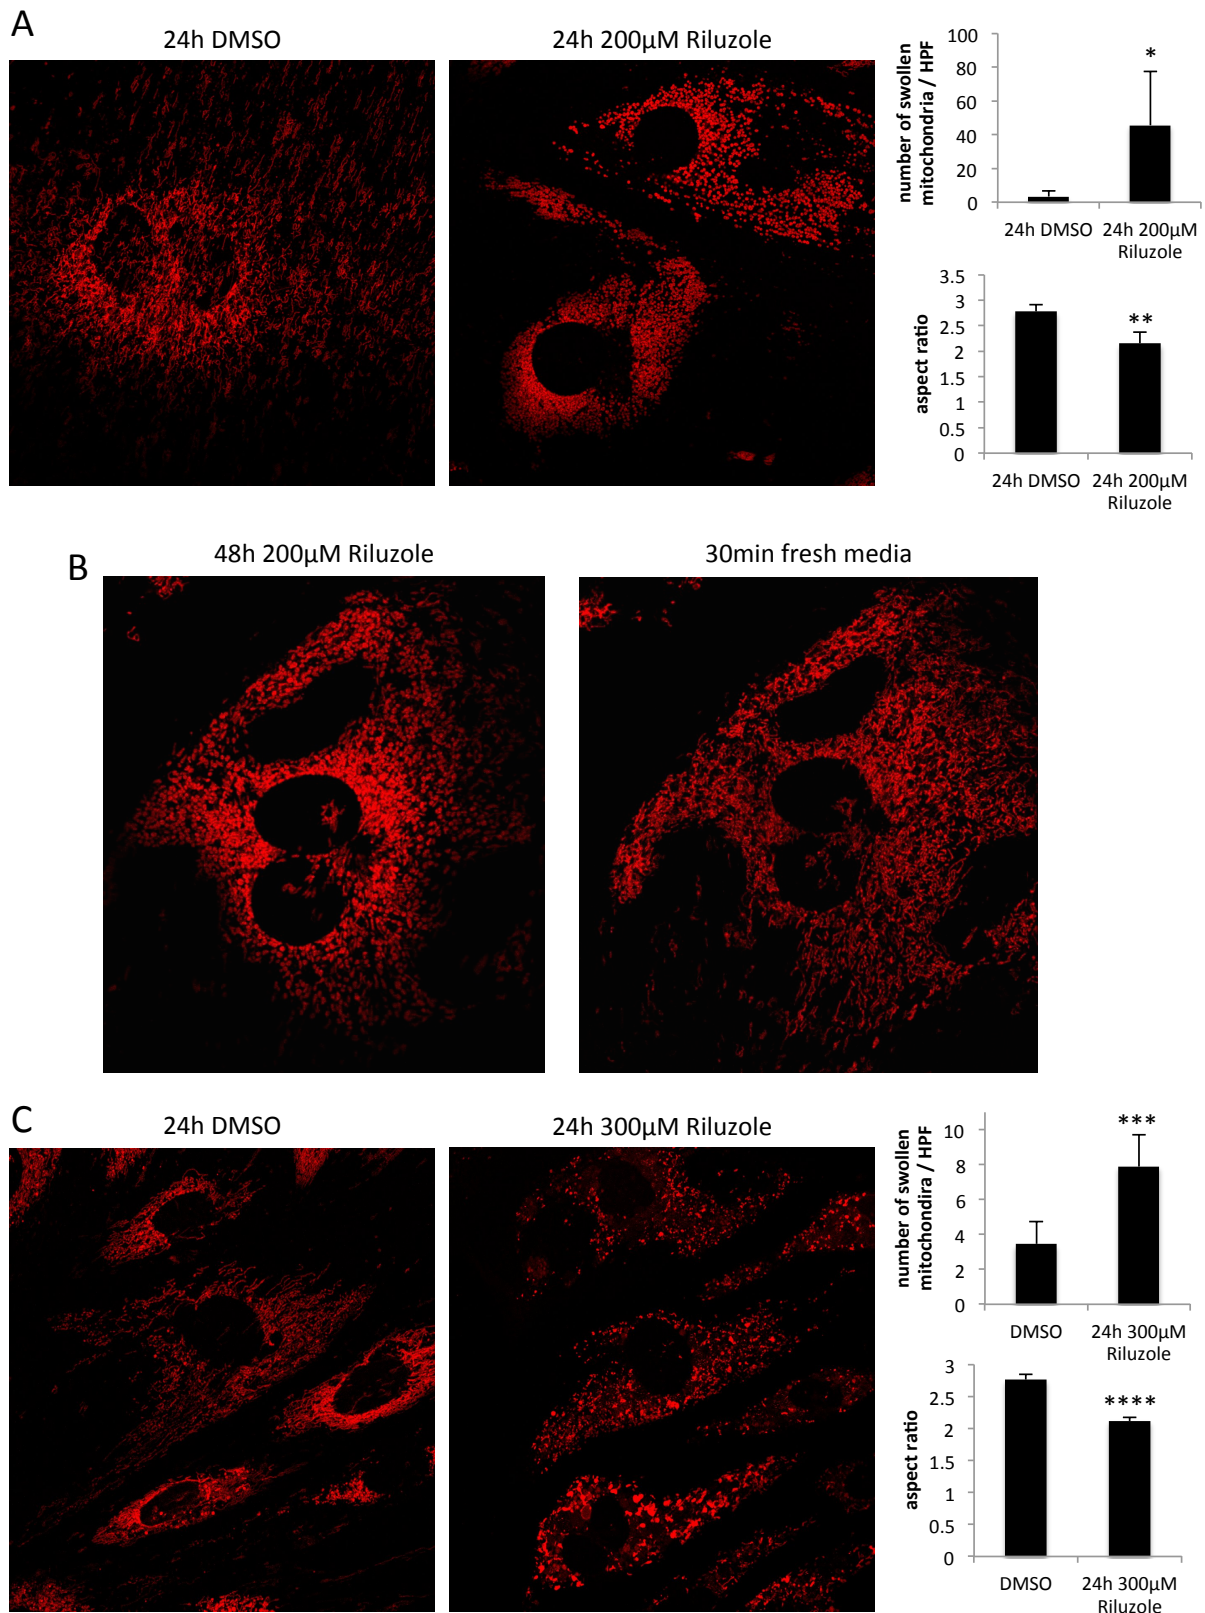 A
24h DMSO
24h 200µM Riluzole
number of swollen
mitochondria / HPF
100
80
60
40
20
0
*
24h DMSO
24h 200µM
Riluzole
aspect ratio
3.5
3
2.5
2
1.5
1
0.5
0
**
24h DMSO
24h 200µM
Riluzole
B
48h 200µM Riluzole
30min fresh media
C
24h DMSO
24h 300µM Riluzole
number of swollen
mitochondira / HPF
10
8
6
4
2
0
***
DMSO
24h 300µM
Riluzole
aspect ratio
3
2.5
2
1.5
1
0.5
0
****
DMSO
24h 300µM
Riluzole